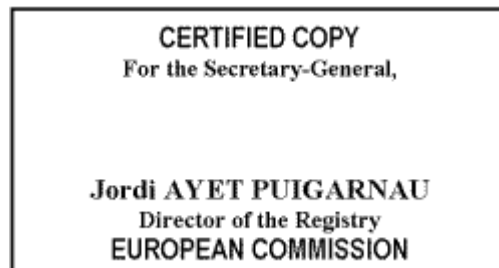 CERTIFIED COPY
For the Secretary-General,
Jordi AYET PUIGARNAU
Director of the Registry
EUROPEAN COMMISSION